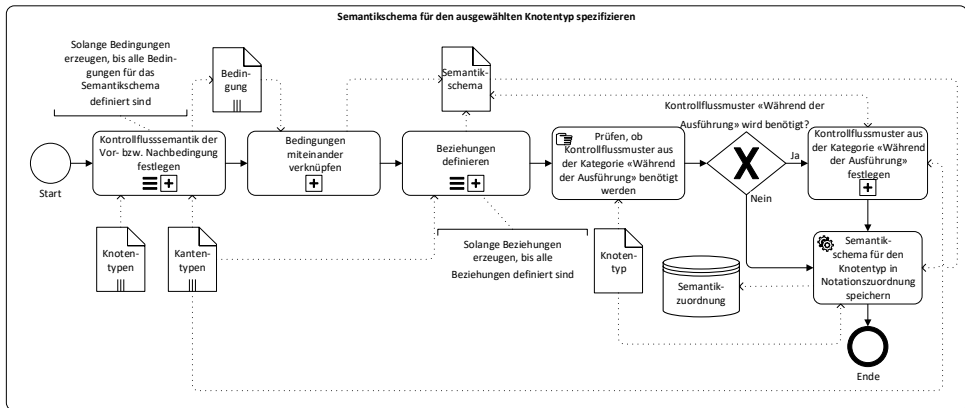 Semantikschema für den ausgewählten Knotentyp spezifizieren
Solange Bedingungen
erzeugen, bis alle Bedin-
gungen für das
Semantikschema
definiert sind
Bedin-
gung
Semantik-
schema
Kontrollflussmuster «Während der
Ausführung» wird benötigt?
Start
Kontrollflusssemantik der
Vor- bzw. Nachbedingung
festlegen
Bedingungen
miteinander
verknüpfen
Beziehungen
definieren
Prüfen, ob
Kontrollflussmuster aus
der Kategorie «Während
der Ausführung» benötigt
werden
Ja
Nein
Kontrollflussmuster aus
der Kategorie «Während
der Ausführung»
festlegen
Knoten-
typen
Kanten-
typen
Solange Beziehungen
erzeugen, bis alle
Beziehungen definiert sind
Knoten-
typ
Semantik-
zuordnung
Semantik-
schema für den
Knotentyp in
Notationszuordnung
speichern
Ende